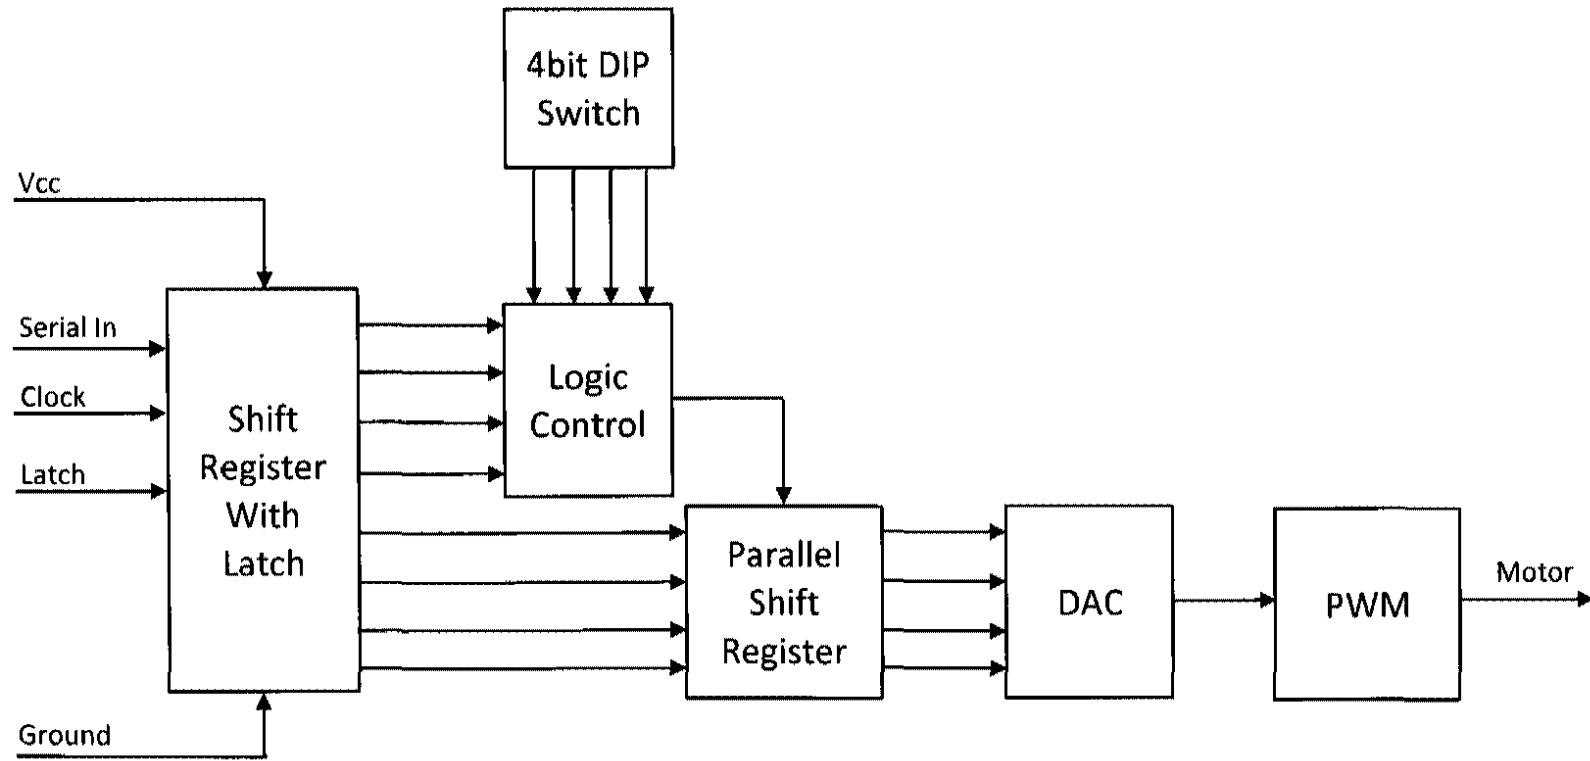 4bit DIP
Switch
Vcc
Serial In
Clock
Latch
Ground
Shift
Register
With
Latch
Logic
Control
Parallel
Shift
Register
DAC
PWM
Motor